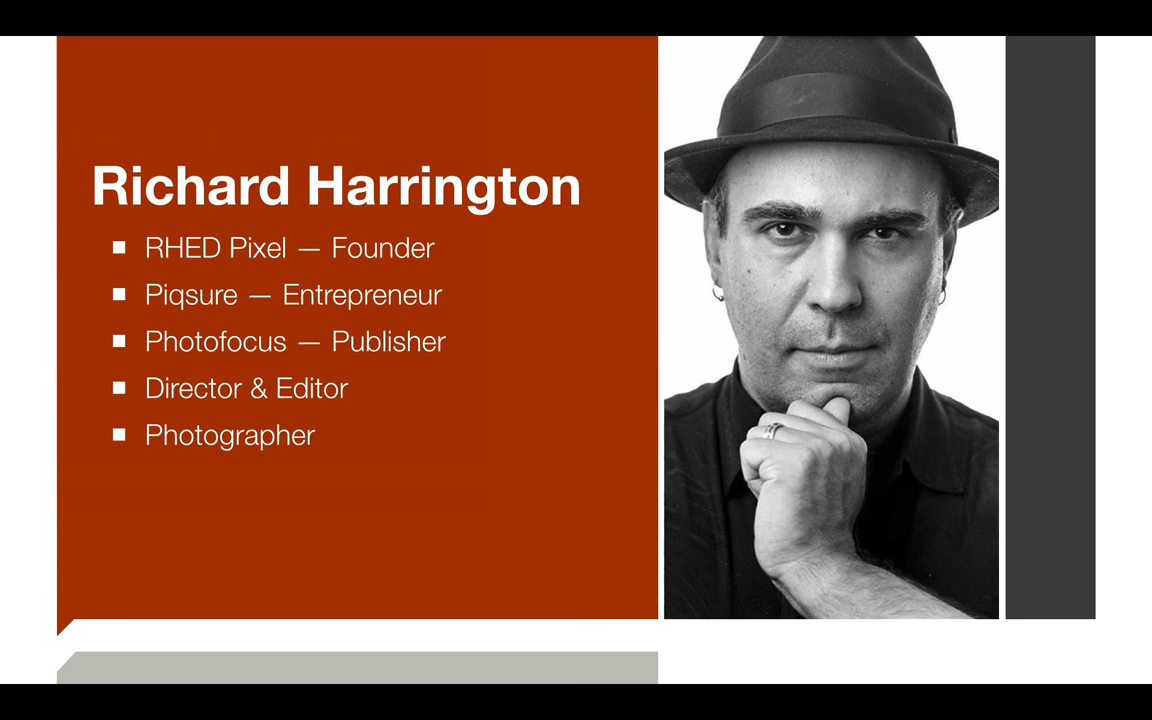 Richard Harrington
RHED Pixel — Founder
Piqsure — Entrepreneur
Photofocus — Publisher
Director & Editor
Photographer